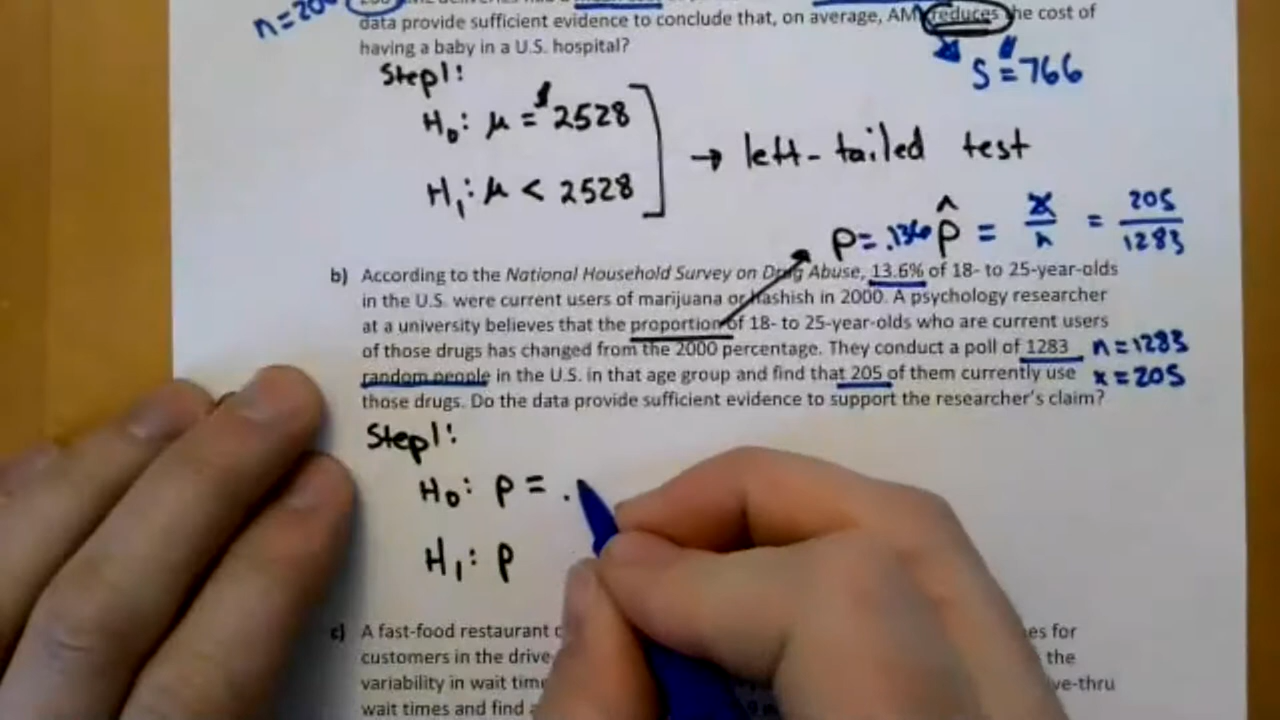 n=20
data provide sufficient evidence to conclude that, on average, AM reduces the cost of
having a baby in a U.S. hospital?
S = 766
Step 1:
H₀: μ = $2528
H₁: μ < 2528
→ left-tailed test
p = .136 p̂ = x/n = 205/1283
b) According to the National Household Survey on Drug Abuse, 13.6% of 18- to 25-year-olds
in the U.S. were current users of marijuana or hashish in 2000. A psychology researcher
at a university believes that the proportion of 18- to 25-year-olds who are current users
of those drugs has changed from the 2000 percentage. They conduct a poll of 1283 n = 1283
random people in the U.S. in that age group and find that 205 of them currently use x = 205
those drugs. Do the data provide sufficient evidence to support the researcher's claim?
Step 1:
H₀: p = .
H₁: p
c) A fast-food restaurant es for
customers in the drive the
variability in wait time ve-thru
wait times and find